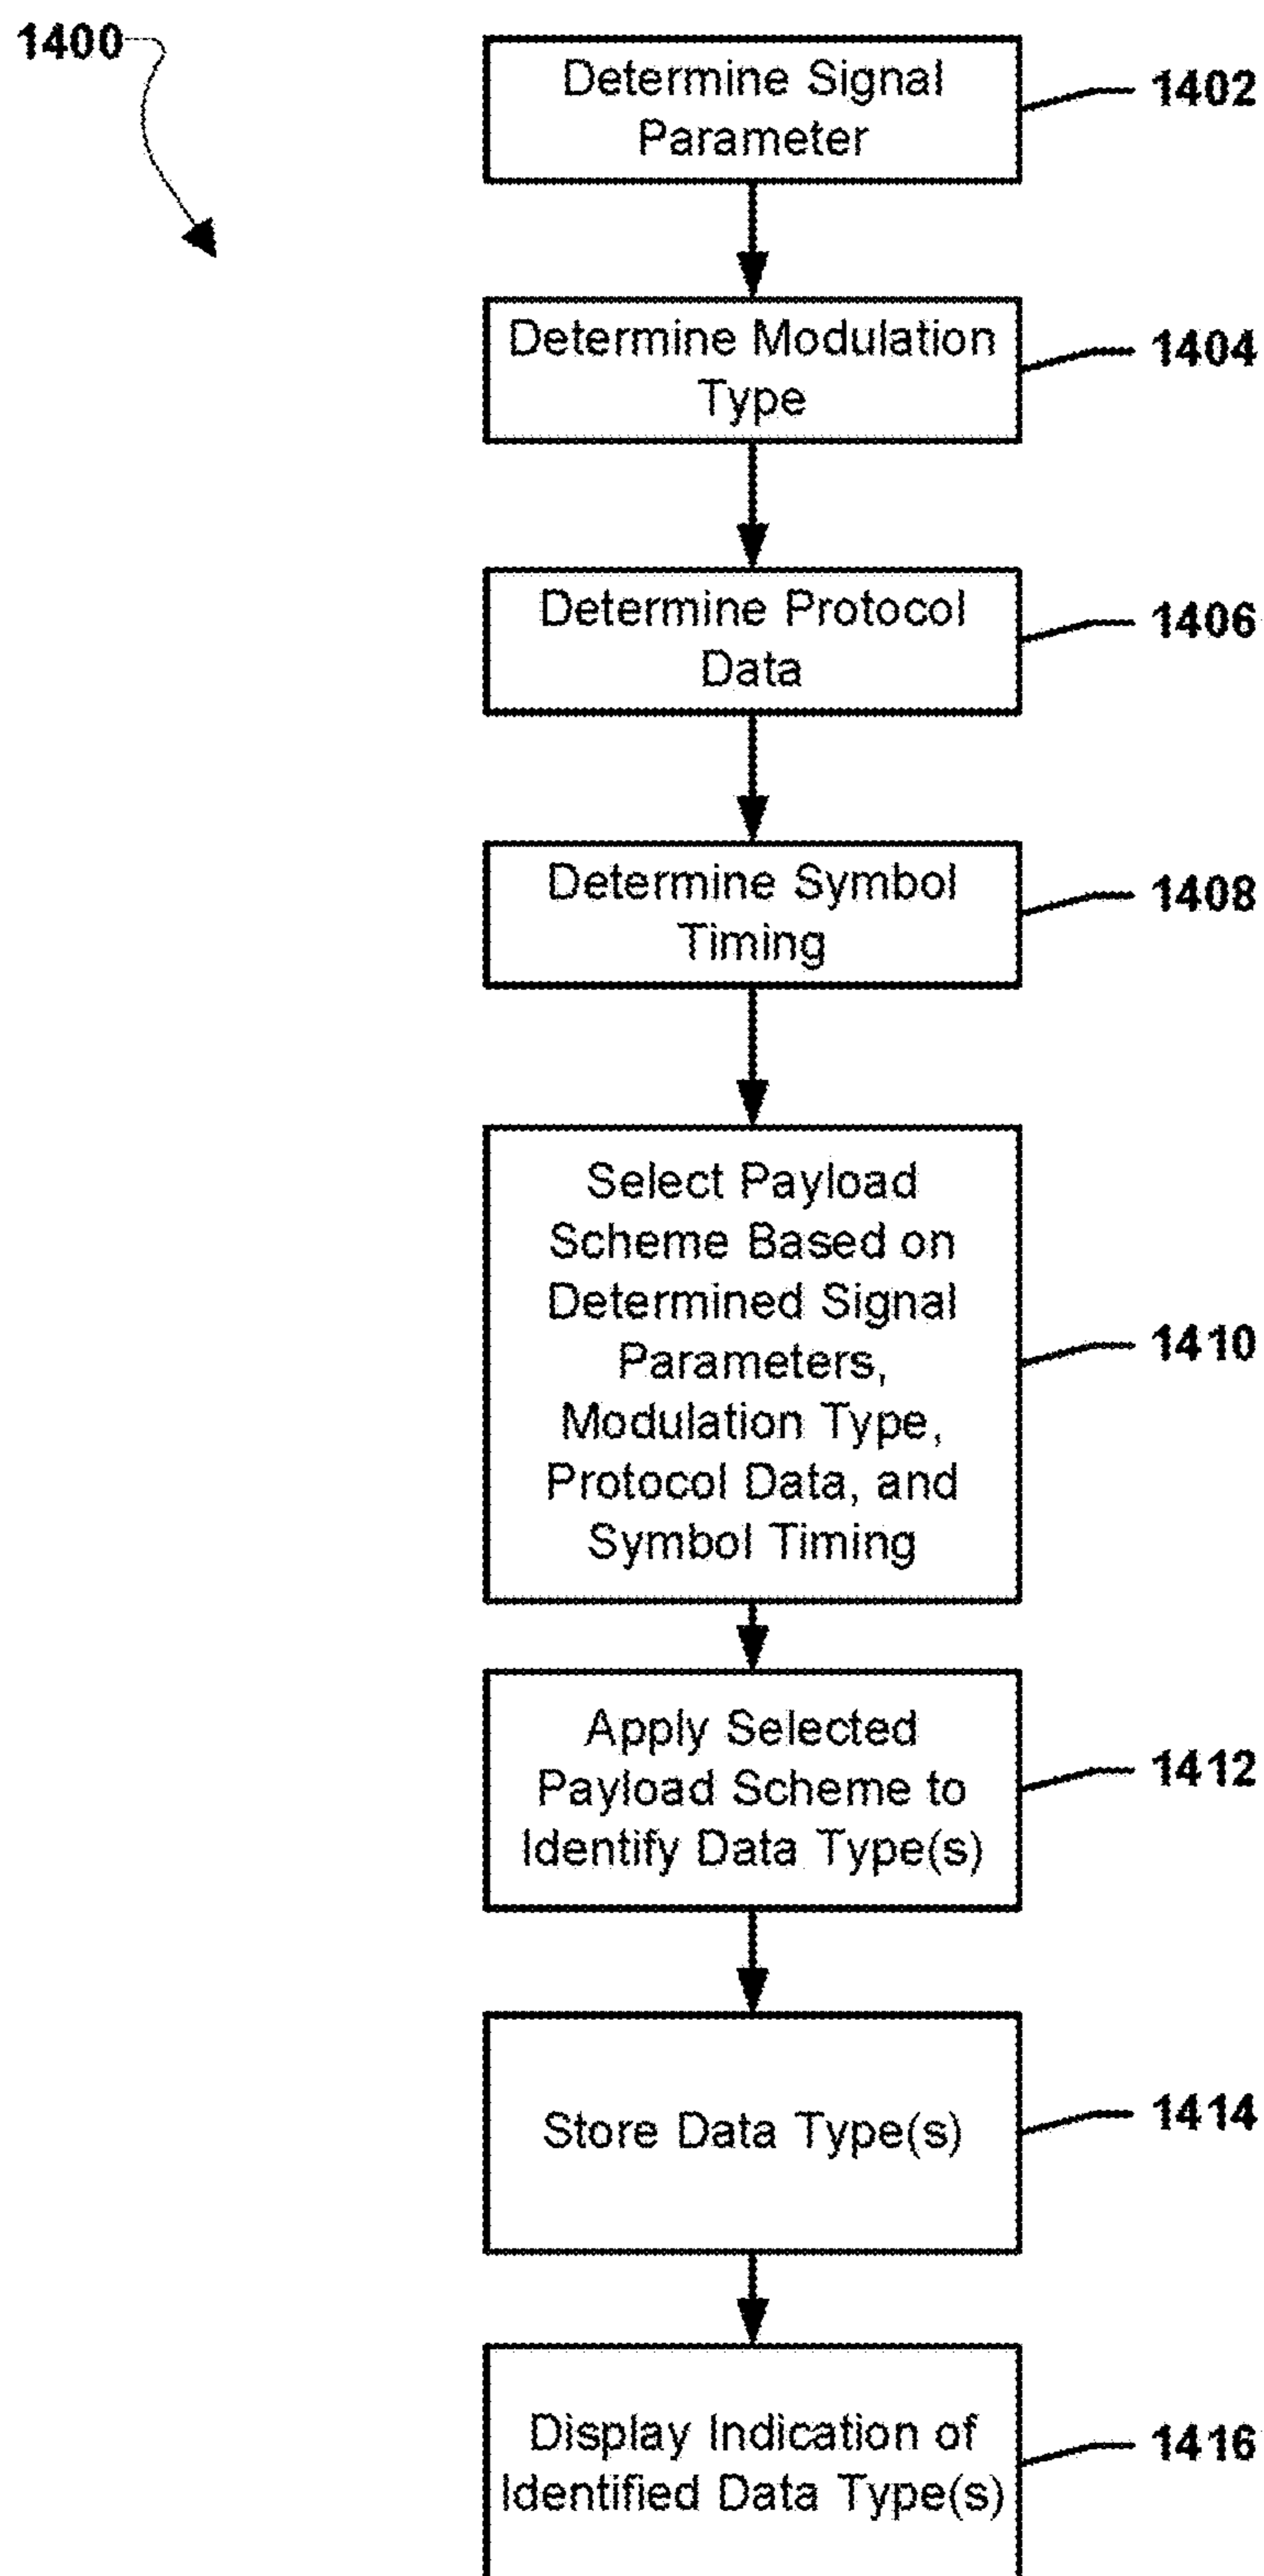 1400
Determine Signal
Parameter
1402
Determine Modulation
Type
1404
Determine Protocol
Data
1406
Determine Symbol
Timing
1408
Select Payload
Scheme Based on
Determined Signal
Parameters,
Modulation Type,
Protocol Data, and
Symbol Timing
1410
Apply Selected
Payload Scheme to
Identify Data Type(s)
1412
Store Data Type(s)
1414
Display Indication of
Identified Data Type(s)
1416